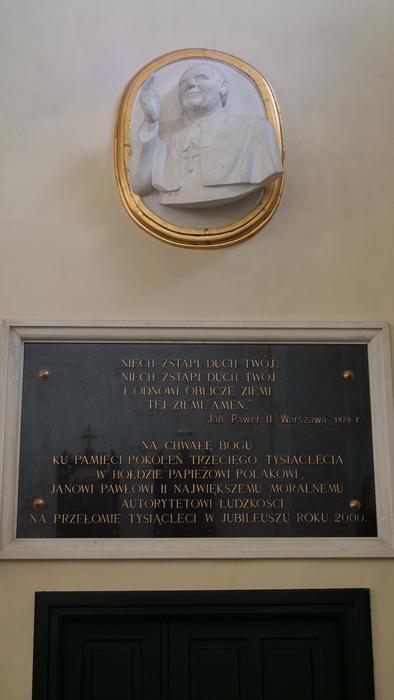 „NIECH ZSTĄPI DUCH TWÓJ,
NIECH ZSTĄPI DUCH TWÓJ
I ODNOWI OBLICZE ZIEMI
TEJ ZIEMI. AMEN."
Jan Paweł II Warszawa 1979 r
NA CHWAŁĘ BOGU
KU PAMIĘCI POKOLEŃ TRZECIEGO TYSIĄCLECIA
W HOŁDZIE PAPIEŻOWI POLAKOWI,
JANOWI PAWŁOWI II NAJWIĘKSZEMU MORALNEMU
AUTORYTETOWI LUDZKOŚCI
NA PRZEŁOMIE TYSIĄCLECI W JUBILEUSZU ROKU 2000.